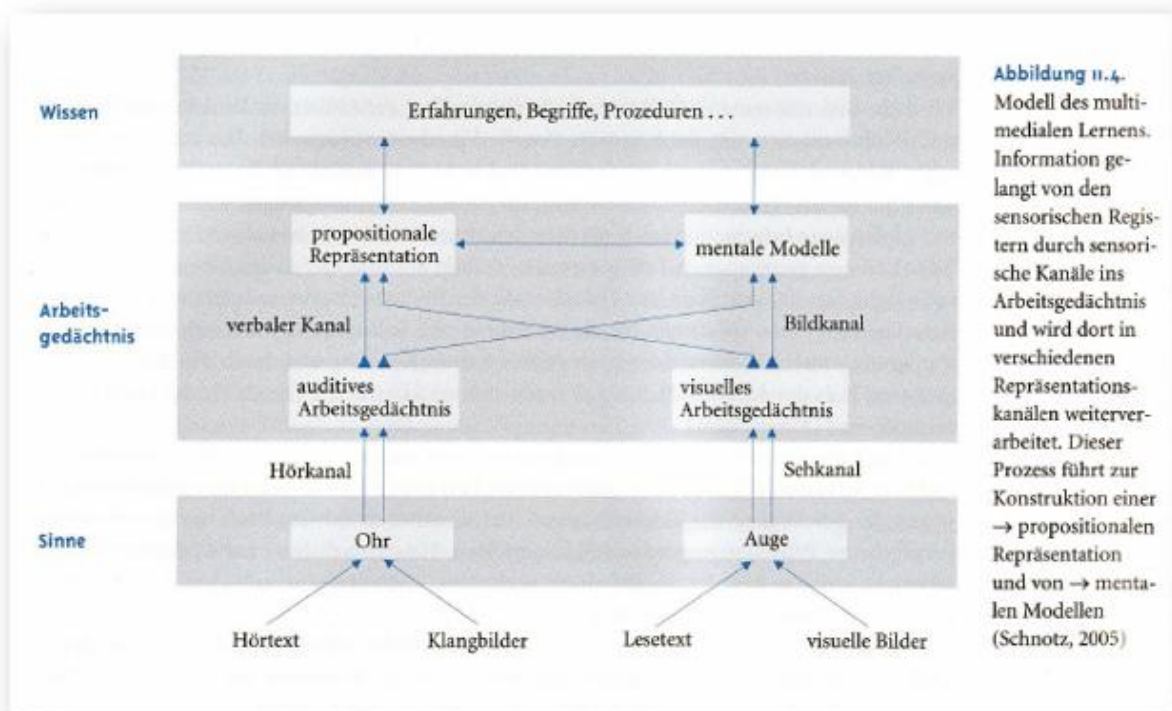 Wissen
Erfahrungen, Begriffe, Prozeduren ...
Arbeits-
gedächtnis
propositionale
Repräsentation
mentale Modelle
verbaler Kanal
Bildkanal
auditives
Arbeitsgedächtnis
visuelles
Arbeitsgedächtnis
Hörkanal
Sehkanal
Sinne
Ohr
Auge
Hörtext
Klangbilder
Lesetext
visuelle Bilder
Abbildung 11.4.
Modell des multi-
medialen Lernens.
Information ge-
langt von den
sensorischen Regis-
tern durch sensori-
sche Kanäle ins
Arbeitsgedächtnis
und wird dort in
verschiedenen
Repräsentations-
kanälen weiterver-
arbeitet. Dieser
Prozess führt zur
Konstruktion einer
→ propositionalen
Repräsentation
und von → menta-
len Modellen
(Schnotz, 2005)